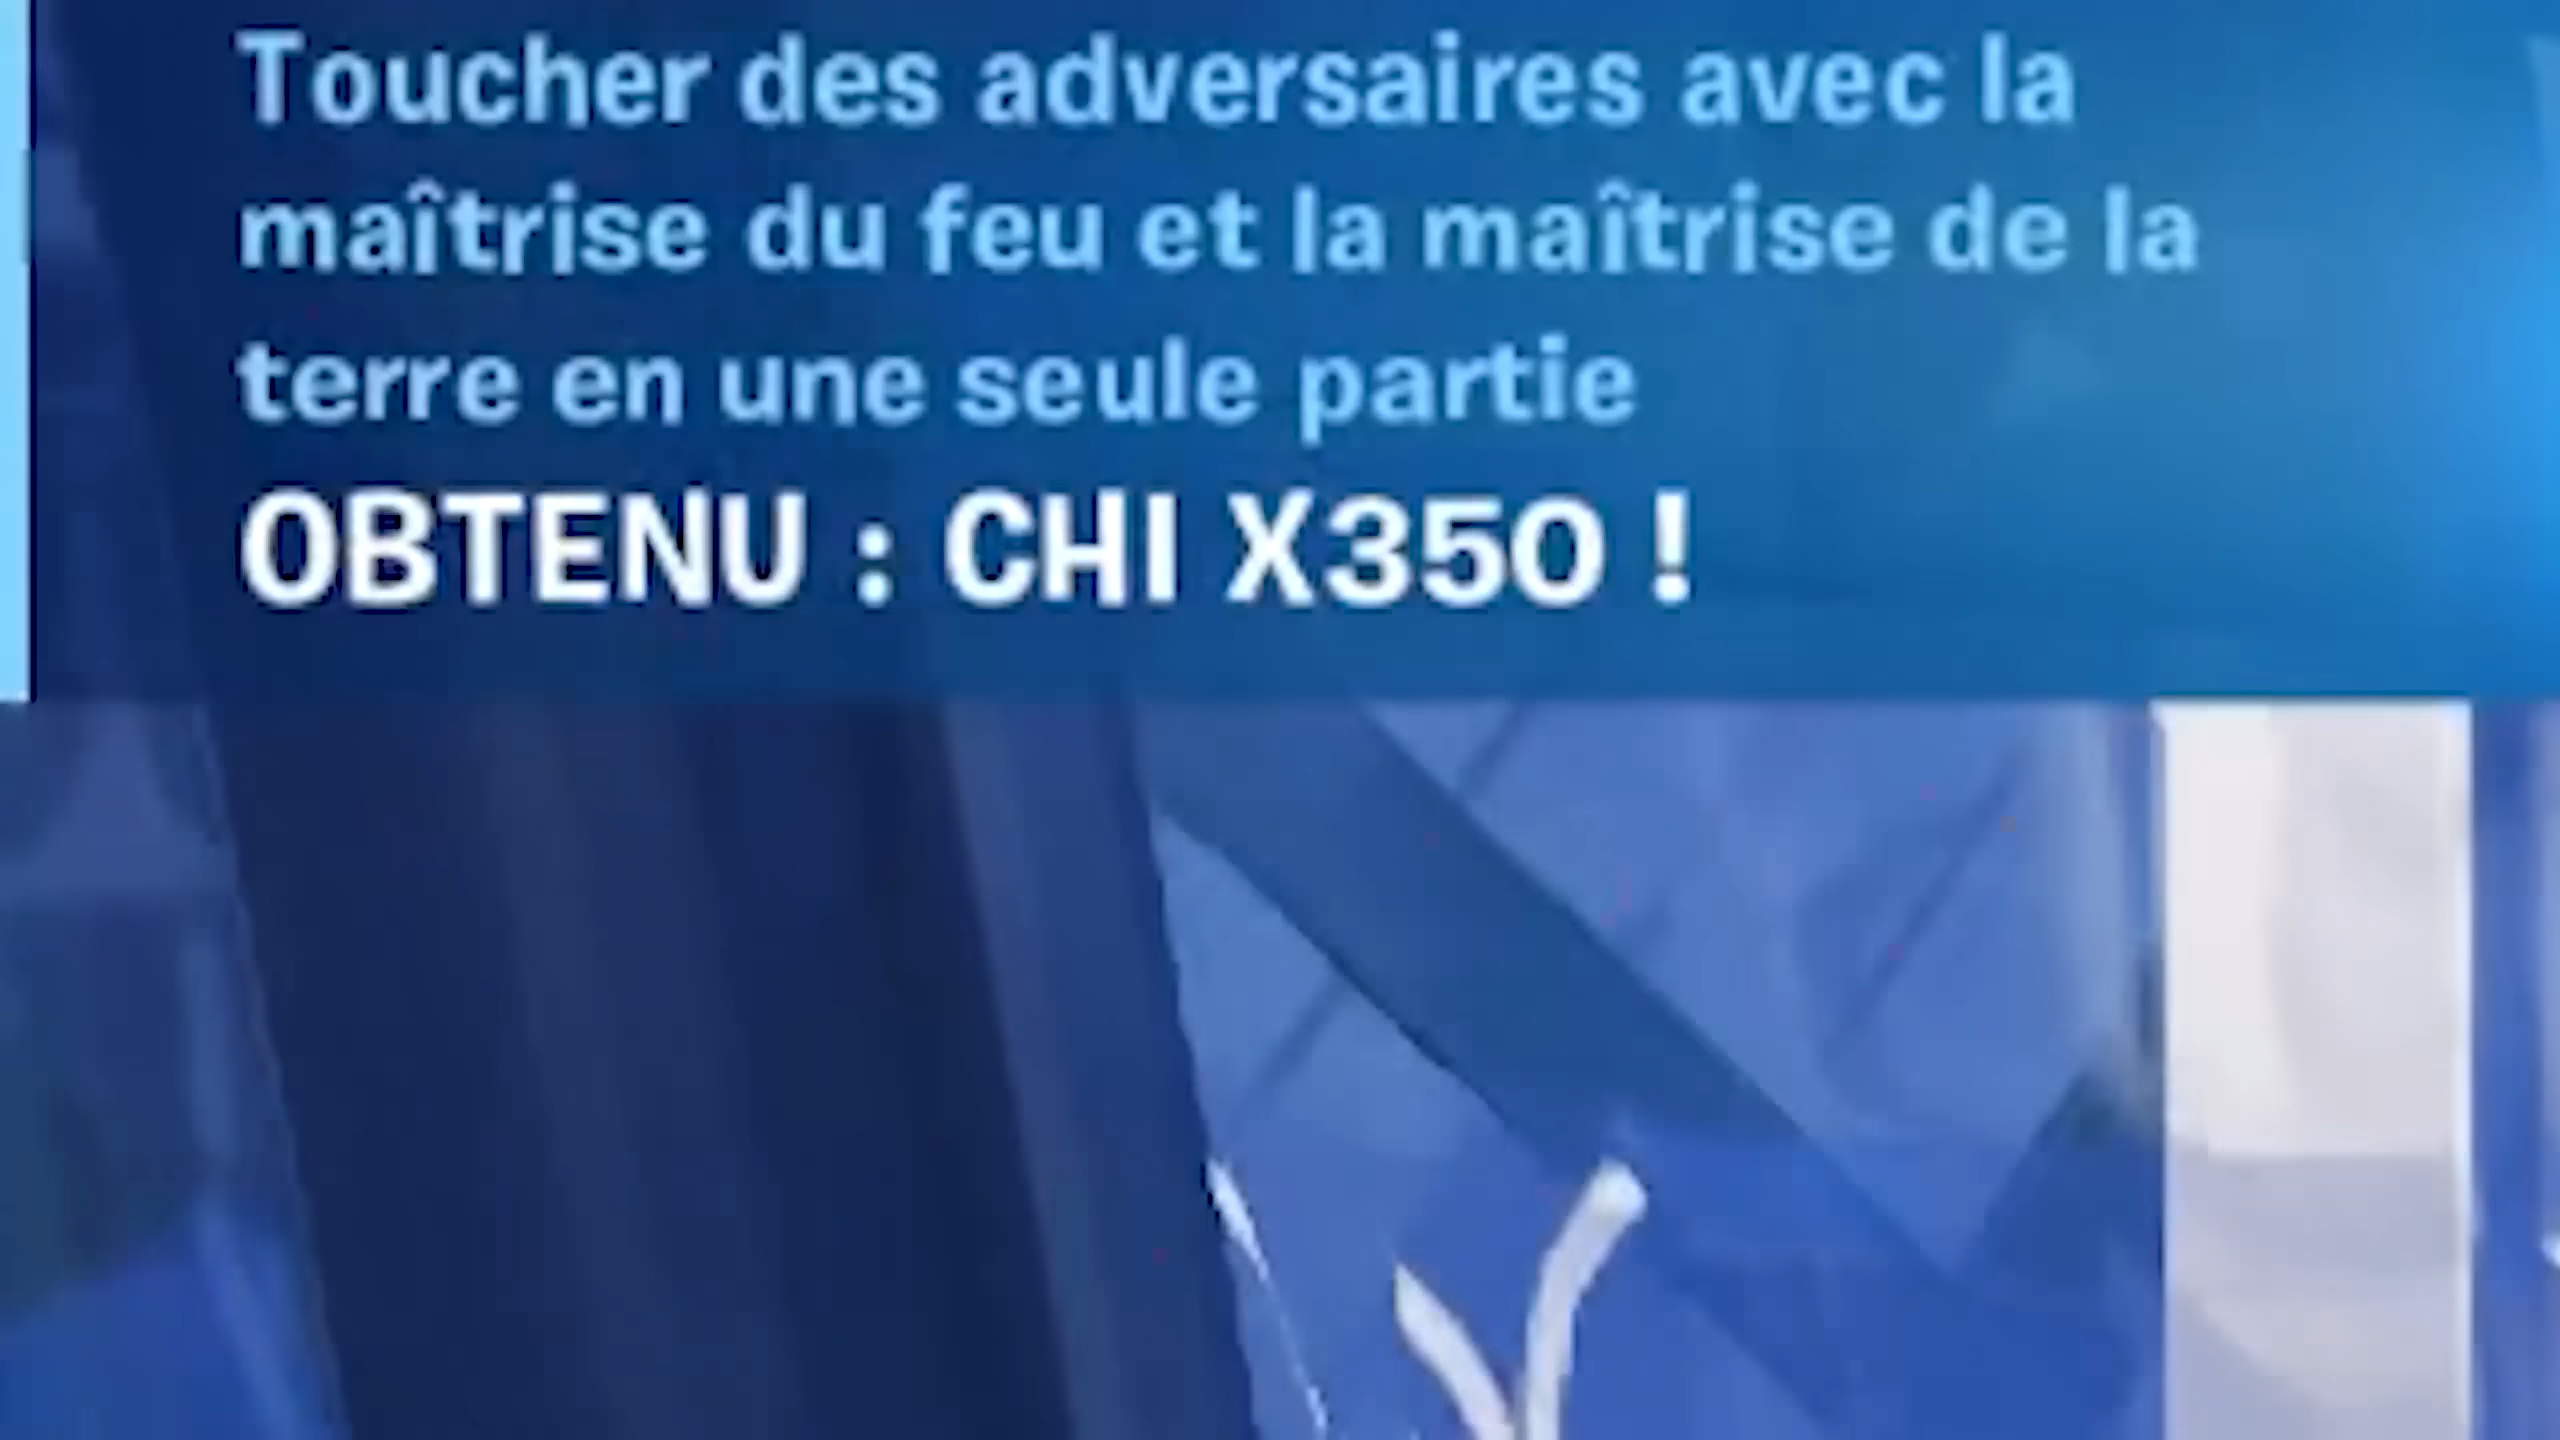 Toucher des adversaires avec la
maîtrise du feu et la maîtrise de la
terre en une seule partie
OBTENU : CHI X350 !